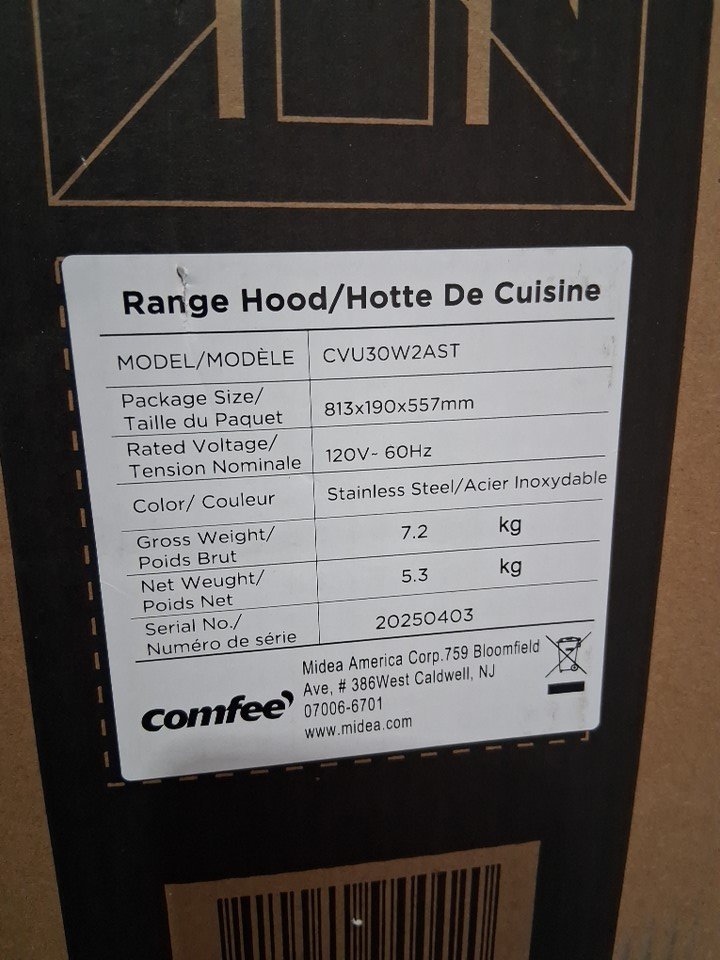 Range Hood/Hotte De Cuisine
MODEL/MODÈLE CVU30W2AST
Package Size/
Taille du Paquet 813x190x557mm
Rated Voltage/
Tension Nominale 120V~ 60Hz
Color/ Couleur Stainless Steel/Acier Inoxydable
Gross Weight/
Poids Brut 7.2 kg
Net Weught/
Poids Net 5.3 kg
Serial No./
Numéro de série 20250403
comfee'
Midea America Corp.759 Bloomfield
Ave, # 386West Caldwell, NJ
07006-6701
www.midea.com